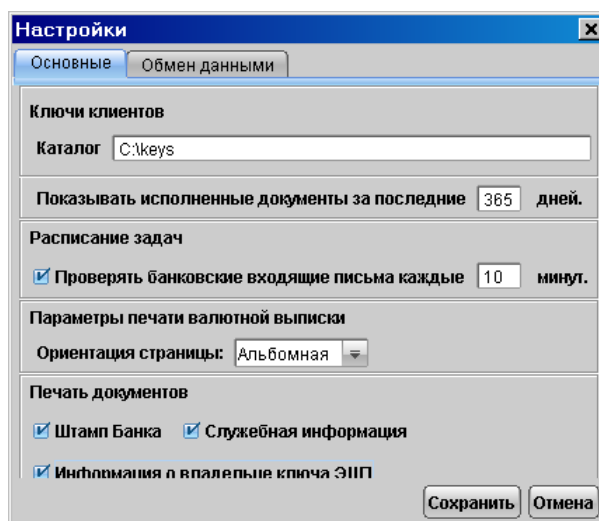 Настройки
Основные Обмен данными
Ключи клиентов
Каталог C:\keys
Показывать исполненные документы за последние 365 дней.
Расписание задач
Проверять банковские входящие письма каждые 10 минут.
Параметры печати валютной выписки
Ориентация страницы: Альбомная
Печать документов
Штамп Банка Служебная информация
Информация о владельце ключа ЭЦП
Сохранить Отмена